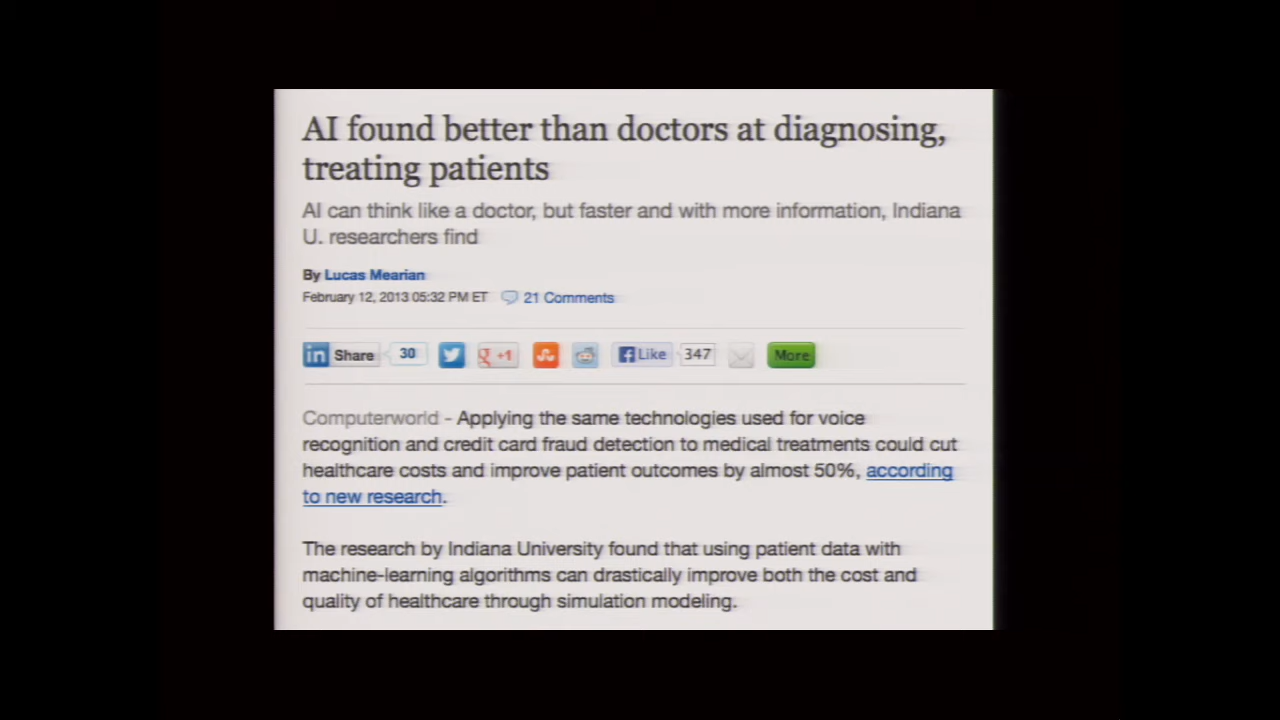 AI found better than doctors at diagnosing,
treating patients
AI can think like a doctor, but faster and with more information, Indiana
U. researchers find
By Lucas Mearian
February 12, 2013 05:32 PM ET 21 Comments
in Share 30 g +1 f Like 347 More
Computerworld - Applying the same technologies used for voice
recognition and credit card fraud detection to medical treatments could cut
healthcare costs and improve patient outcomes by almost 50%, according
to new research.
The research by Indiana University found that using patient data with
machine-learning algorithms can drastically improve both the cost and
quality of healthcare through simulation modeling.